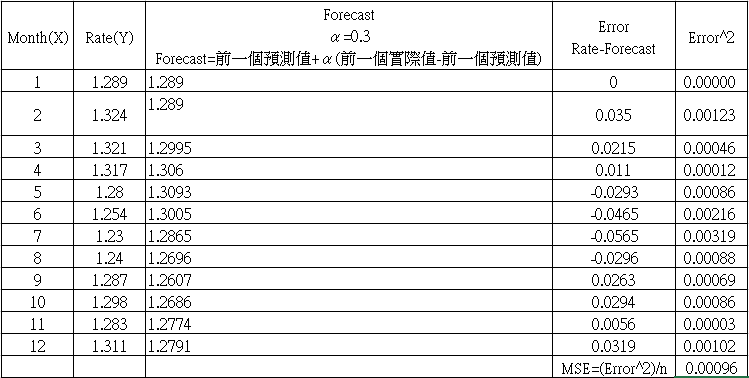 Month(X) Rate(Y) Forecast Error Error^2
α=0.3 Rate-Forecast
Forecast=前一個預測值+α(前一個實際值-前一個預測值)
1 1.289 1.289 0 0.00000
2 1.324 1.289 0.035 0.00123
3 1.321 1.2995 0.0215 0.00046
4 1.317 1.306 0.011 0.00012
5 1.28 1.3093 -0.0293 0.00086
6 1.254 1.3005 -0.0465 0.00216
7 1.23 1.2865 -0.0565 0.00319
8 1.24 1.2696 -0.0296 0.00088
9 1.287 1.2607 0.0263 0.00069
10 1.298 1.2686 0.0294 0.00086
11 1.283 1.2774 0.0056 0.00003
12 1.311 1.2791 0.0319 0.00102
MSE=(Error^2)/n 0.00096